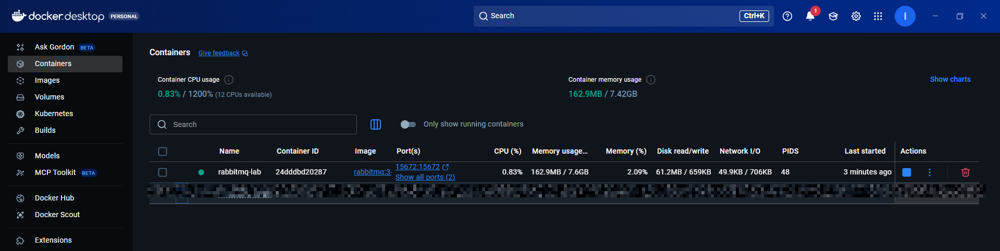 docker.desktop PERSONAL
Search Ctrl+K 1 I
Ask Gordon BETA
Containers
Images
Volumes
Kubernetes
Builds
Models
MCP Toolkit BETA
Docker Hub
Docker Scout
Extensions
Containers Give feedback
Container CPU usage
0.83% / 1200% (12 CPUs available)
Container memory usage
162.9MB / 7.42GB
Show charts
Search Only show running containers
Name Container ID Image Port(s) CPU (%) Memory usage... Memory (%) Disk read/write Network I/O PIDS Last started Actions
rabbitmq-lab 24dddbd20287 rabbitmq:3- 15672:15672 0.83% 162.9MB / 7.6GB 2.09% 61.2MB / 659KB 49.9KB / 706KB 48 3 minutes ago
Show all ports (2)